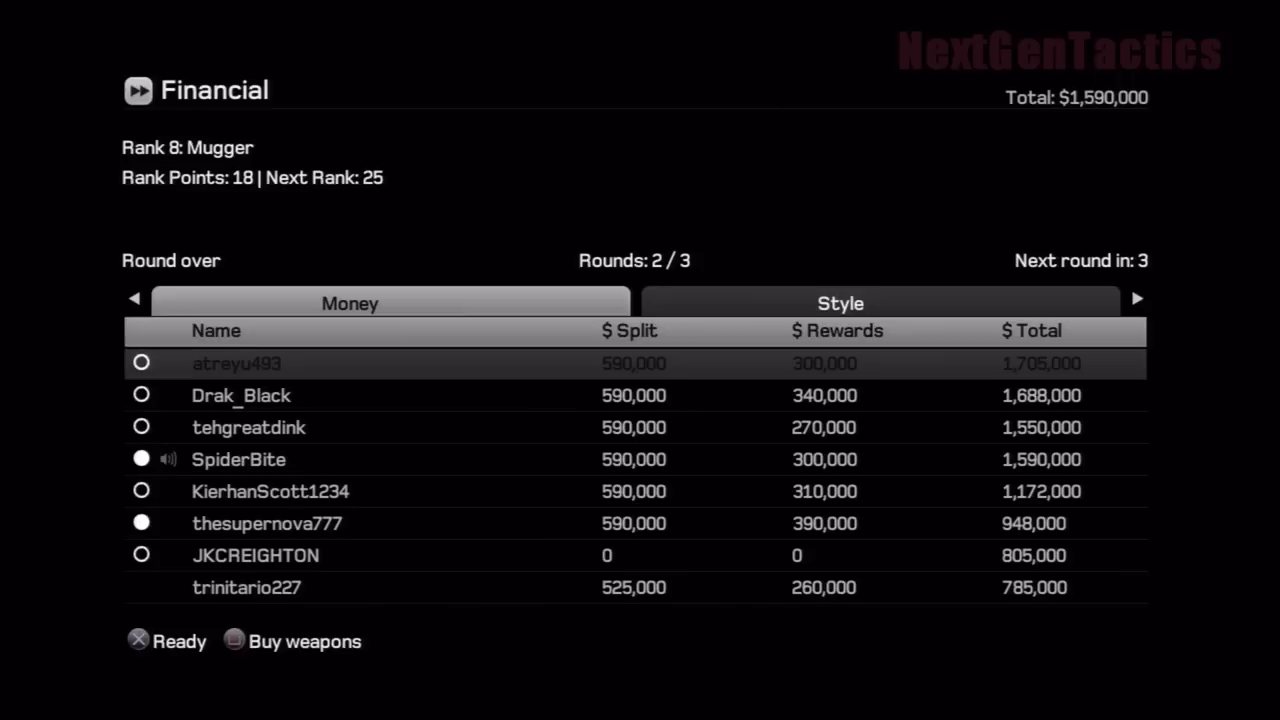 NextGenTactics
Financial
Total: $1,590,000
Rank 8: Mugger
Rank Points: 18 | Next Rank: 25
Round over Rounds: 2 / 3 Next round in: 3
Money Style
Name $ Split $ Rewards $ Total
atreyu493 590,000 300,000 1,705,000
Drak_Black 590,000 340,000 1,688,000
tehgreatdink 590,000 270,000 1,550,000
SpiderBite 590,000 300,000 1,590,000
KierhanScott1234 590,000 310,000 1,172,000
thesupernova777 590,000 390,000 948,000
JKCREIGHTON 0 0 805,000
trinitario227 525,000 260,000 785,000
Ready Buy weapons